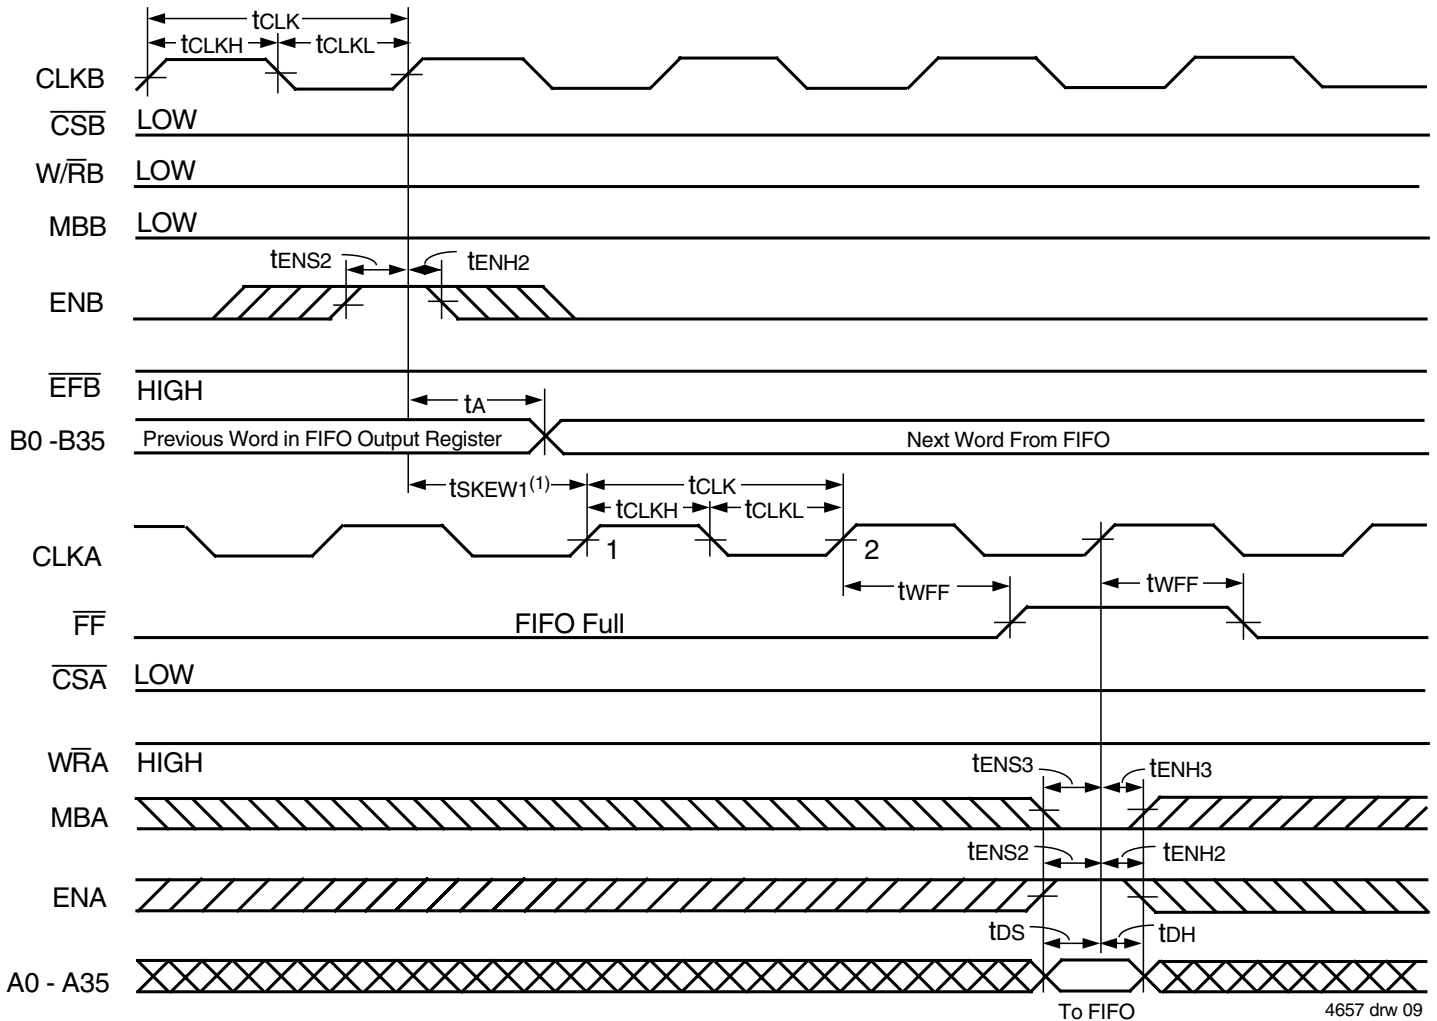 tCLK
tCLKH tCLKL
CLKB
CSB LOW
W/RB LOW
MBB LOW
tENS2 tENH2
ENB
EFB HIGH
tA
B0 -B35 Previous Word in FIFO Output Register Next Word From FIFO
tSKEW1(1) tCLK
tCLKH tCLKL
CLKA 1 2
tWFF tWFF
FF FIFO Full
CSA LOW
WRA HIGH
tENS3 tENH3
MBA
tENS2 tENH2
ENA
tDS tDH
A0 - A35
To FIFO 4657 drw 09